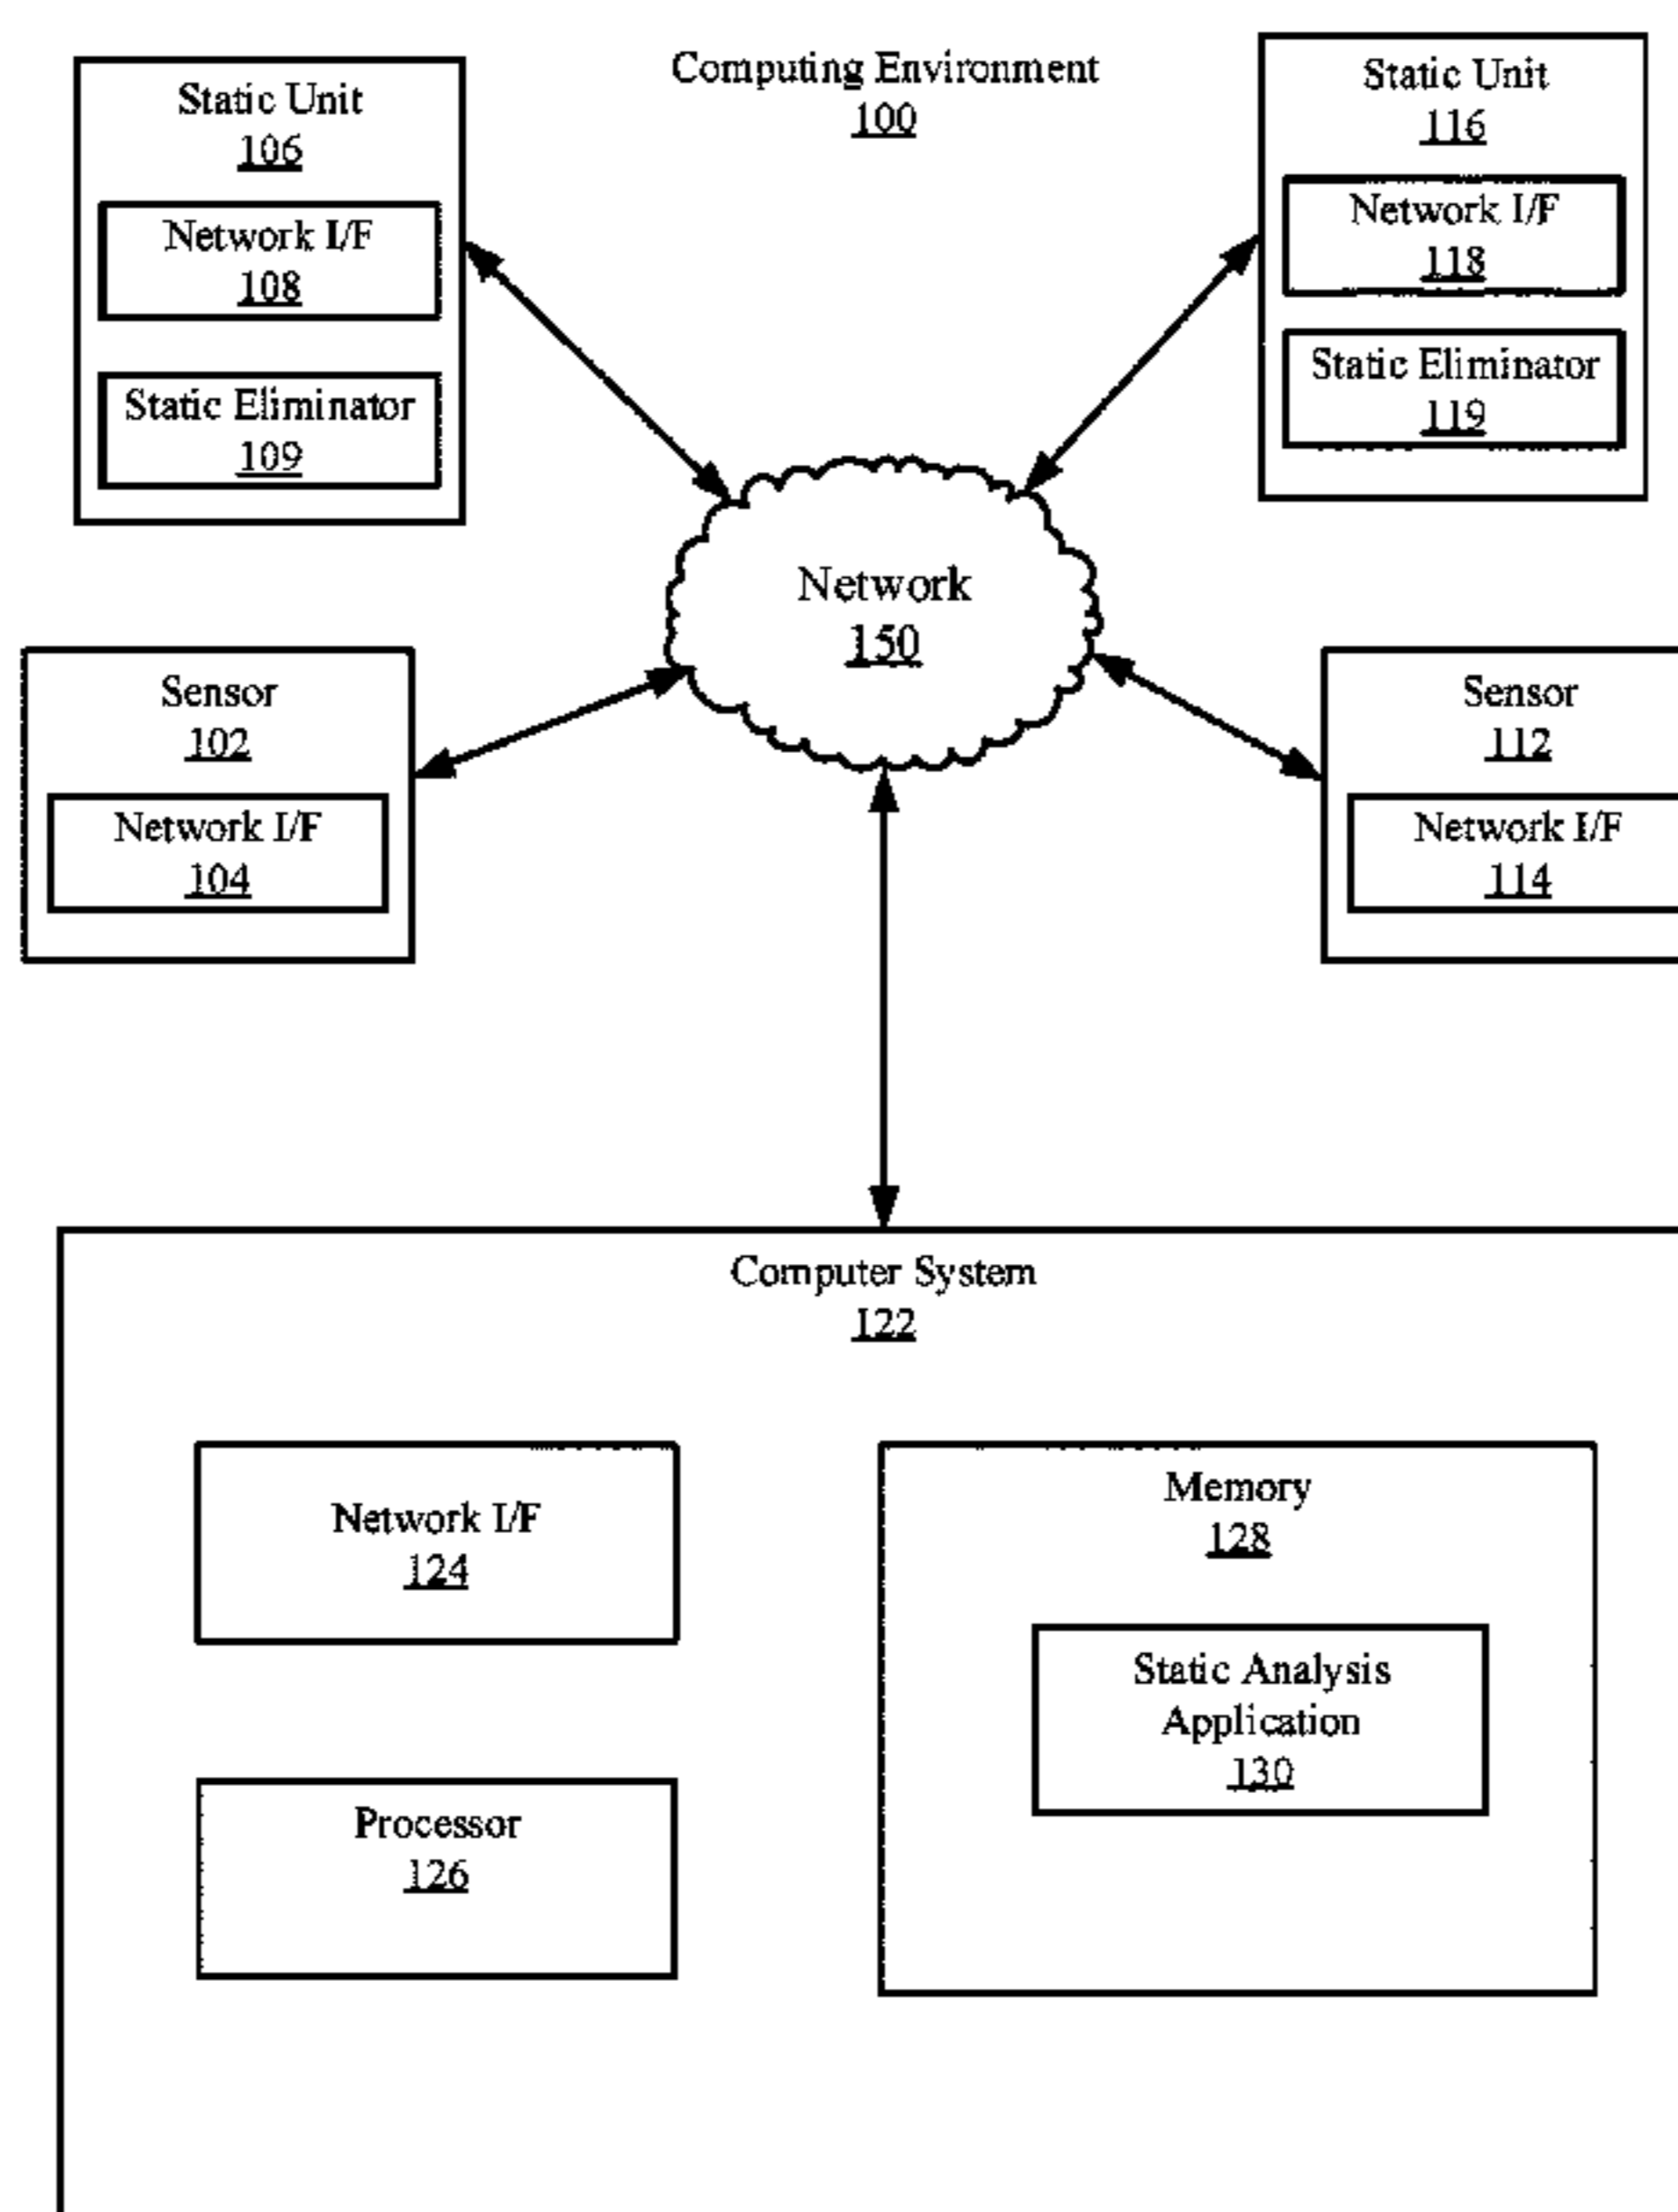 Computing Environment
100
Static Unit
106
Network I/F
108
Static Eliminator
109
Static Unit
116
Network I/F
118
Static Eliminator
119
Network
150
Sensor
102
Network I/F
104
Sensor
112
Network I/F
114
Computer System
122
Network I/F
124
Processor
126
Memory
128
Static Analysis
Application
130